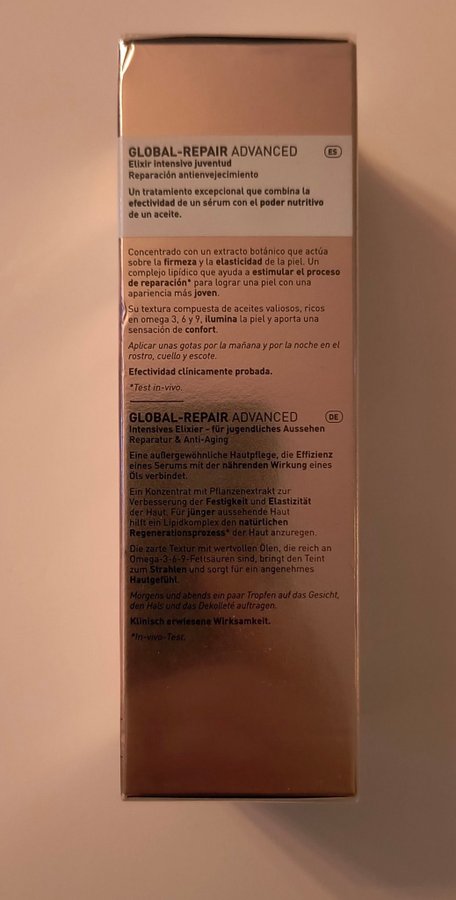 GLOBAL-REPAIR ADVANCED ES
Elixir intensivo juventud
Reparación antienvejecimiento
Un tratamiento excepcional que combina la
efectividad de un sérum con el poder nutritivo
de un aceite.
Concentrado con un extracto botánico que actúa
sobre la firmeza y la elasticidad de la piel. Un
complejo lipídico que ayuda a estimular el proceso
de reparación* para lograr una piel con una
apariencia más joven.
Su textura compuesta de aceites valiosos, ricos
en omega 3, 6 y 9, ilumina la piel y aporta una
sensación de confort.
Aplicar unas gotas por la mañana y por la noche en el
rostro, cuello y escote.
Efectividad clínicamente probada.
*Test in-vivo.
GLOBAL-REPAIR ADVANCED DE
Intensives Elixier - für jugendliches Aussehen
Reparatur & Anti-Aging
Eine außergewöhnliche Hautpflege, die Effizienz
eines Serums mit der nährenden Wirkung eines
Öls verbindet.
Ein Konzentrat mit Pflanzenextrakt zur
Verbesserung der Festigkeit und Elastizität
der Haut. Für jünger aussehende Haut
hilft ein Lipidkomplex den natürlichen
Regenerationsprozess* der Haut anzuregen.
Die zarte Textur mit wertvollen Ölen, die reich an
Omega-3-6-9-Fettsäuren sind, bringt den Teint
zum Strahlen und sorgt für ein angenehmes
Hautgefühl.
Morgens und abends ein paar Tropfen auf das Gesicht,
den Hals und das Dekolleté auftragen.
Klinisch erwiesene Wirksamkeit.
*In-vivo-Test.